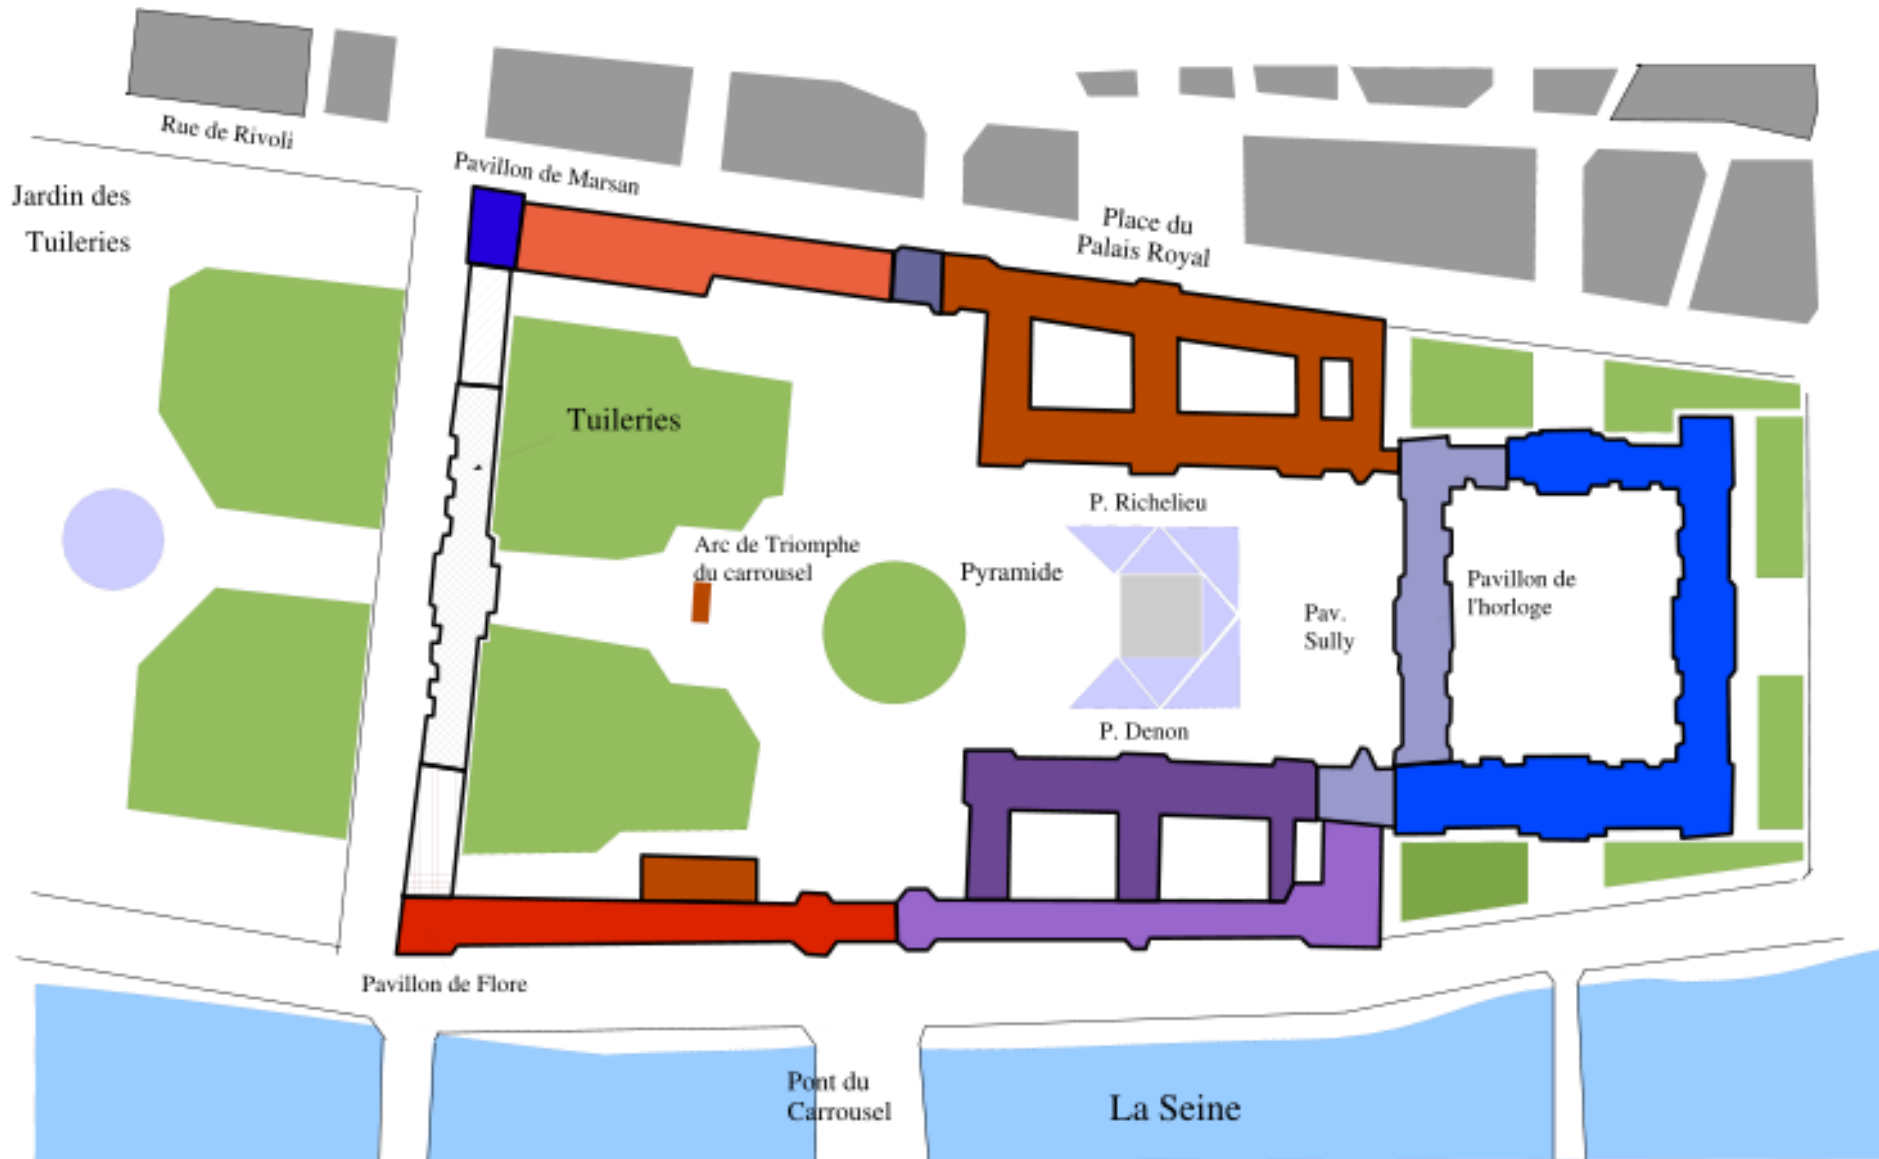 Rue de Rivoli
Pavillon de Marsan
Jardin des
Tuileries
Place du
Palais Royal
Tuileries
P. Richelieu
Arc de Triomphe
du carrousel
Pyramide
Pavillon de
l'horloge
Pav.
Sully
P. Denon
Pavillon de Flore
Pont du
Carrousel
La Seine